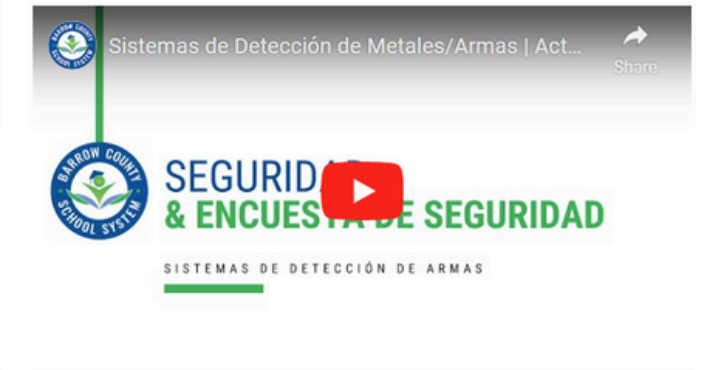 Sistemas de Detección de Metales/Armas | Act...
Share
BARROW COUNTY
SCHOOL SYSTEM
BARROW COUNTY
SCHOOL SYSTEM
SEGURID
& ENCUESTA DE SEGURIDAD
SISTEMAS DE DETECCIÓN DE ARMAS